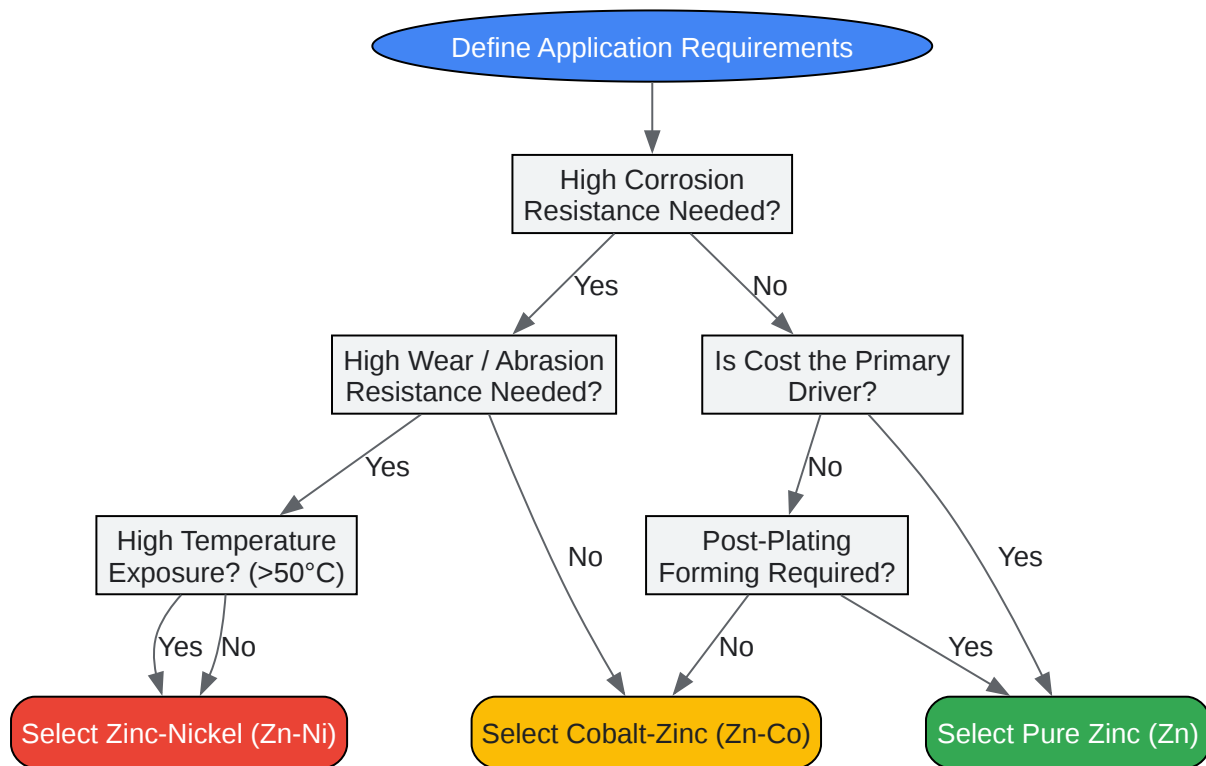 Define Application Requirements
High Corrosion
Resistance Needed?
Yes
No
High Wear / Abrasion
Resistance Needed?
Is Cost the Primary
Driver?
Yes
No
High Temperature
Exposure? (>50°C)
No
Post-Plating
Forming Required?
Yes
Yes
No
No
Yes
Select Zinc-Nickel (Zn-Ni)
Select Cobalt-Zinc (Zn-Co)
Select Pure Zinc (Zn)